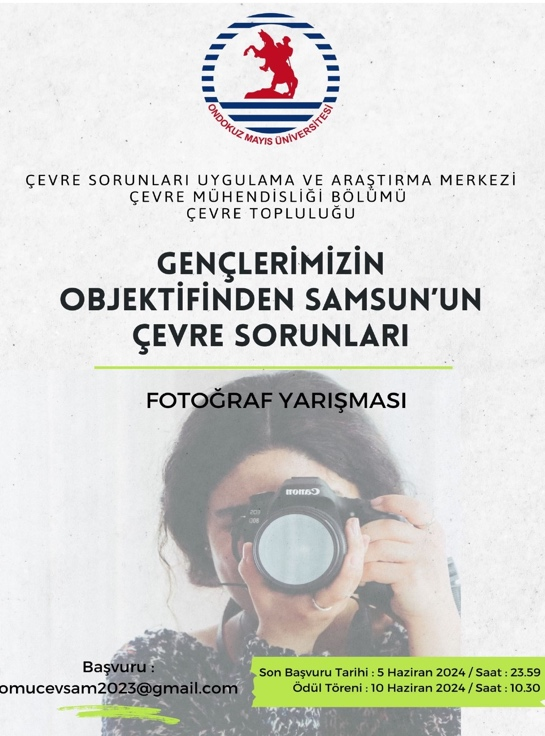 ONDOKUZ MAYIS ÜNİVERSİTESİ
ÇEVRE SORUNLARI UYGULAMA VE ARAŞTIRMA MERKEZİ
ÇEVRE MÜHENDİSLİĞİ BÖLÜMÜ
ÇEVRE TOPLULUĞU
GENÇLERİMİZİN
OBJEKTİFİNDEN SAMSUN’UN
ÇEVRE SORUNLARI
FOTOĞRAF YARIŞMASI
Canon
Başvuru :
omucevsam2023@gmail.com
Son Başvuru Tarihi : 5 Haziran 2024 / Saat : 23.59
Ödül Töreni : 10 Haziran 2024 / Saat : 10.30